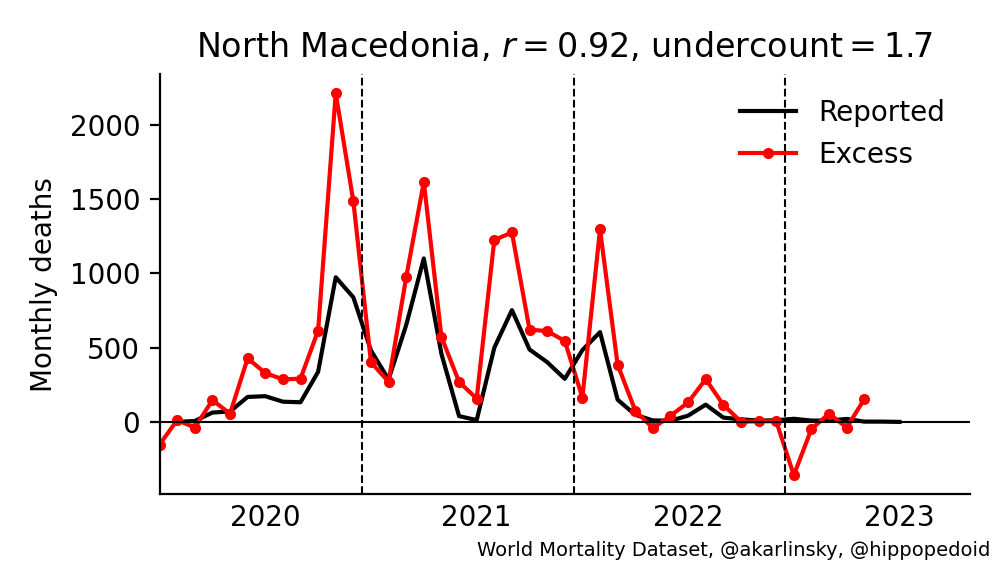 North Macedonia, r = 0.92, undercount = 1.7
Reported
Excess
Monthly deaths
2000
1500
1000
500
0
2020 2021 2022 2023
World Mortality Dataset, @akarlinsky, @hippopedoid